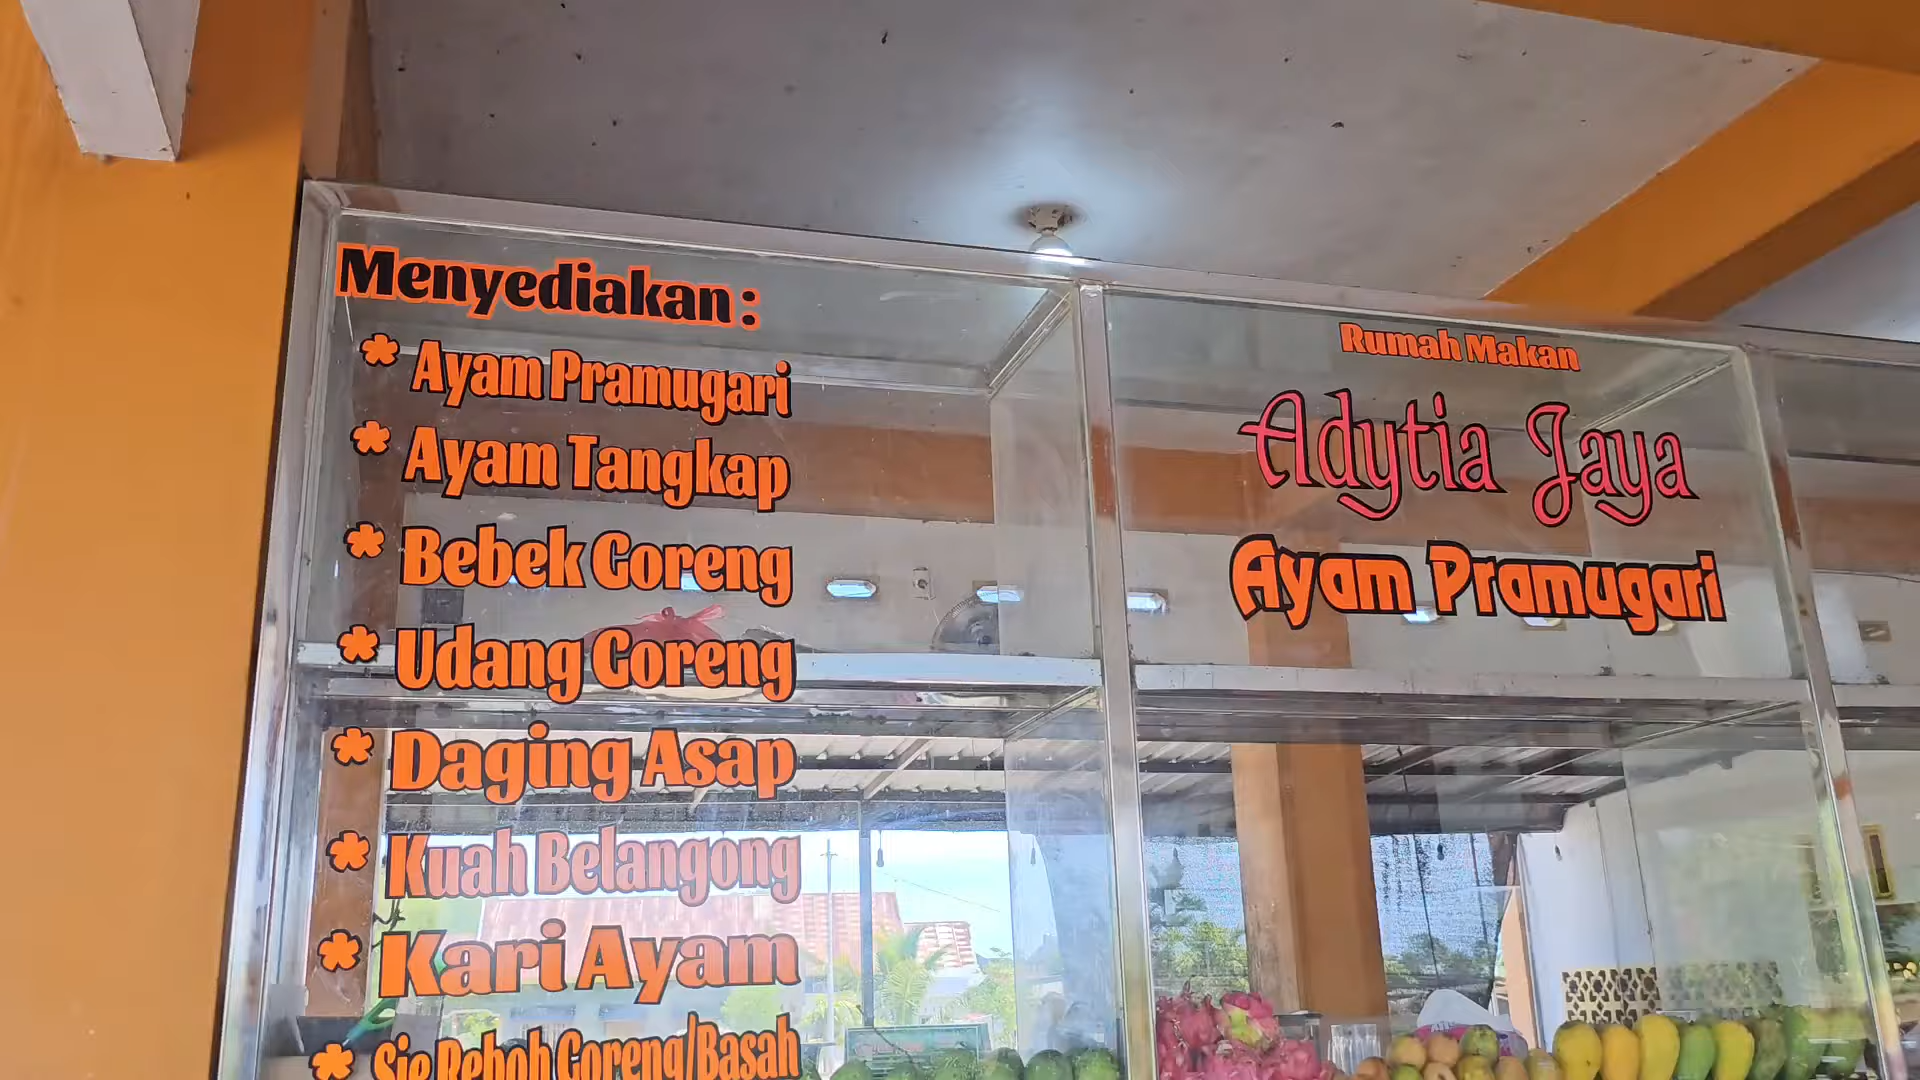 Menyediakan :
* Ayam Pramugari
* Ayam Tangkap
* Bebek Goreng
* Udang Goreng
* Daging Asap
* Kuah Belangong
* Kari Ayam
* Sie Reboh Goreng/Basah
Rumah Makan
Adytia Jaya
Ayam Pramugari